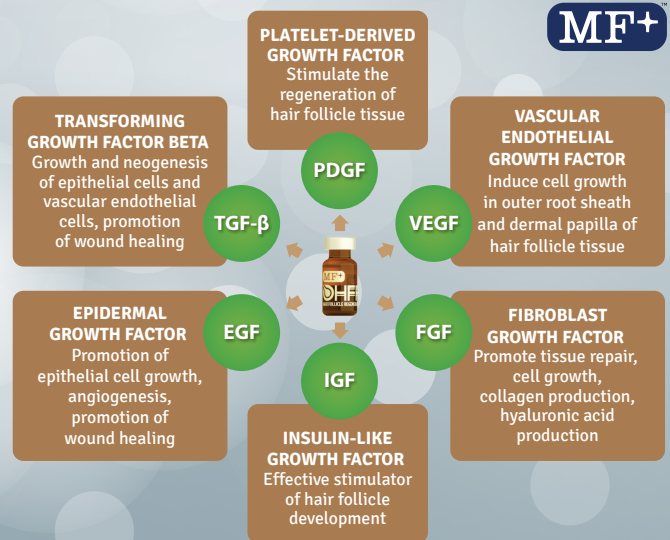 MF+
™
PLATELET-DERIVED
GROWTH FACTOR
Stimulate the
regeneration of
hair follicle tissue
PDGF
TRANSFORMING
GROWTH FACTOR BETA
Growth and neogenesis
of epithelial cells and
vascular endothelial
cells, promotion
of wound healing
TGF-β
VASCULAR
ENDOTHELIAL
GROWTH FACTOR
Induce cell growth
in outer root sheath
and dermal papilla of
hair follicle tissue
VEGF
MF+
HF
EPIDERMAL
GROWTH FACTOR
Promotion of
epithelial cell growth,
angiogenesis,
promotion of
wound healing
EGF
FIBROBLAST
GROWTH FACTOR
Promote tissue repair,
cell growth,
collagen production,
hyaluronic acid
production
FGF
IGF
INSULIN-LIKE
GROWTH FACTOR
Effective stimulator
of hair follicle
development